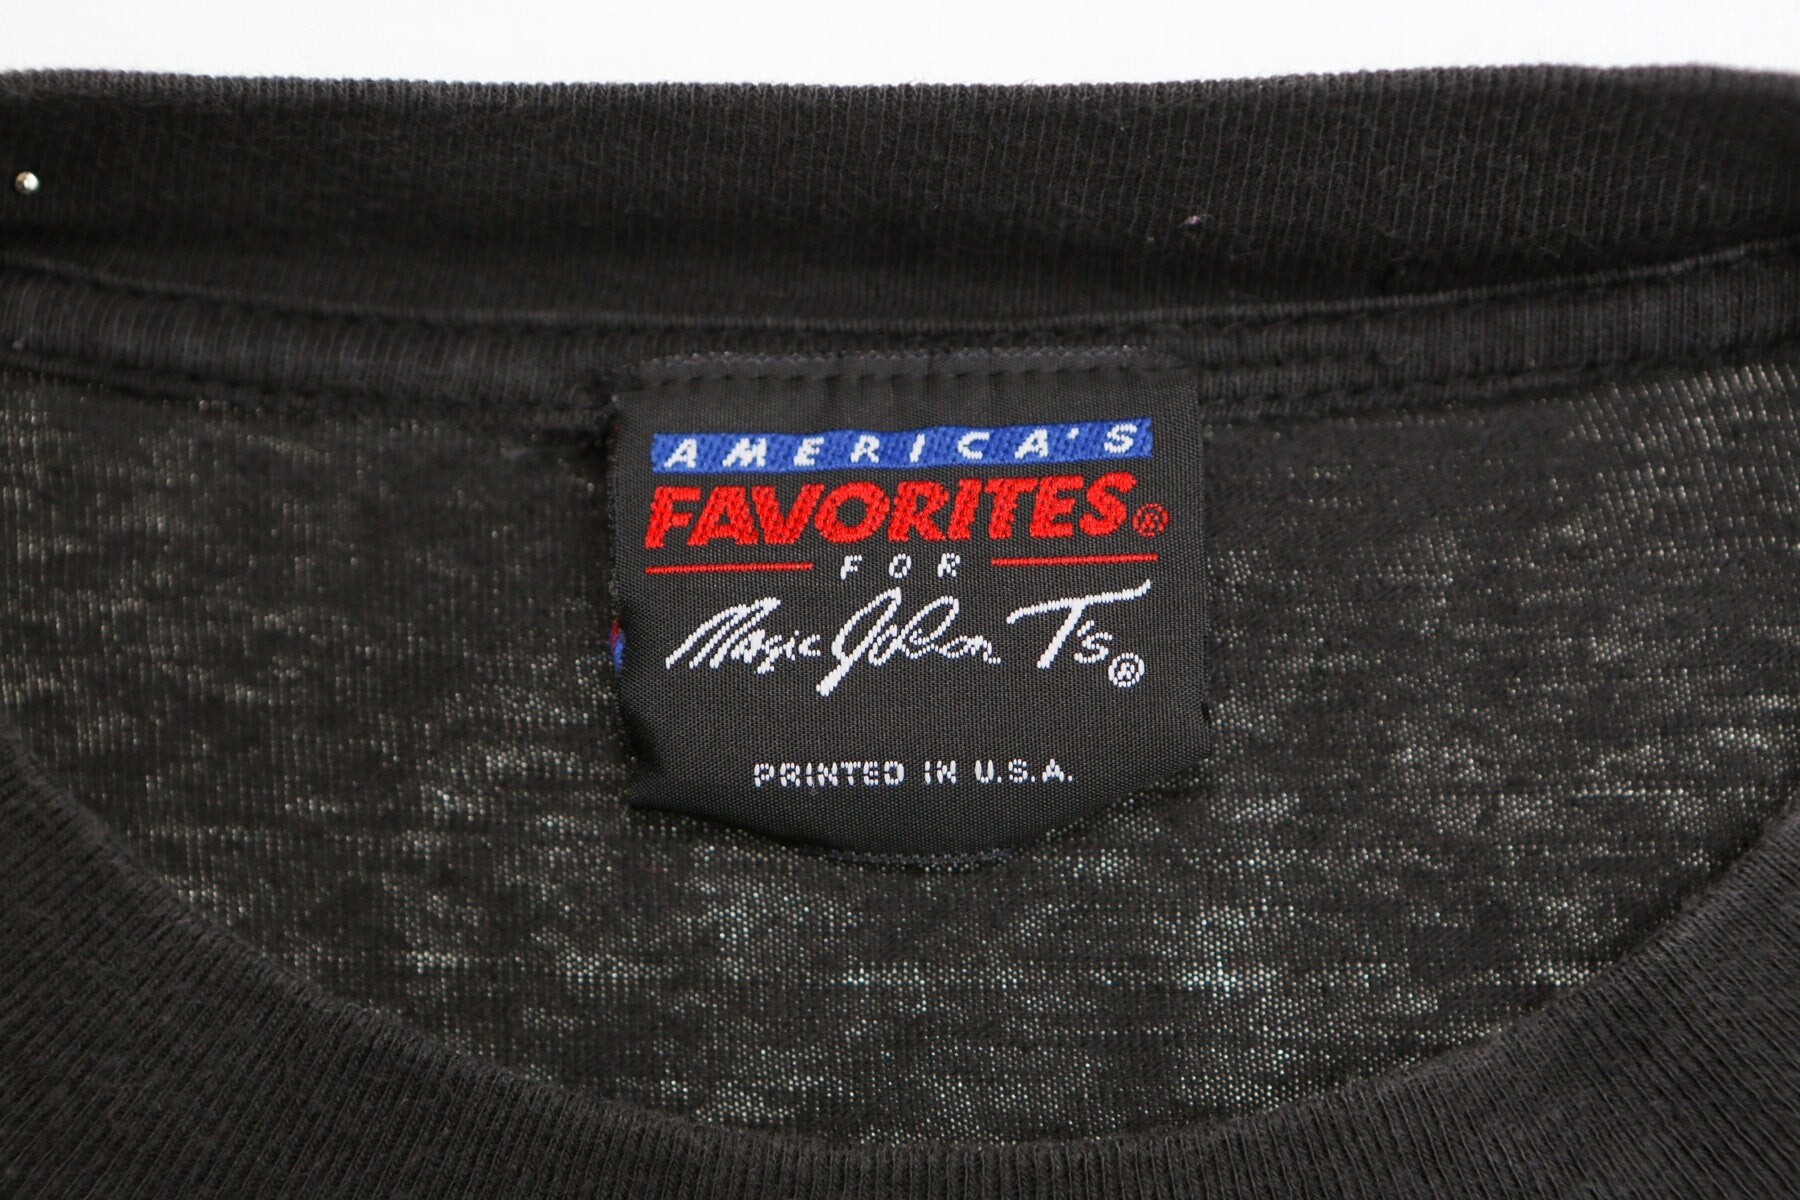 AMERICA'S
FAVORITES®
FOR
Magic Johnson T's®
PRINTED IN U.S.A.